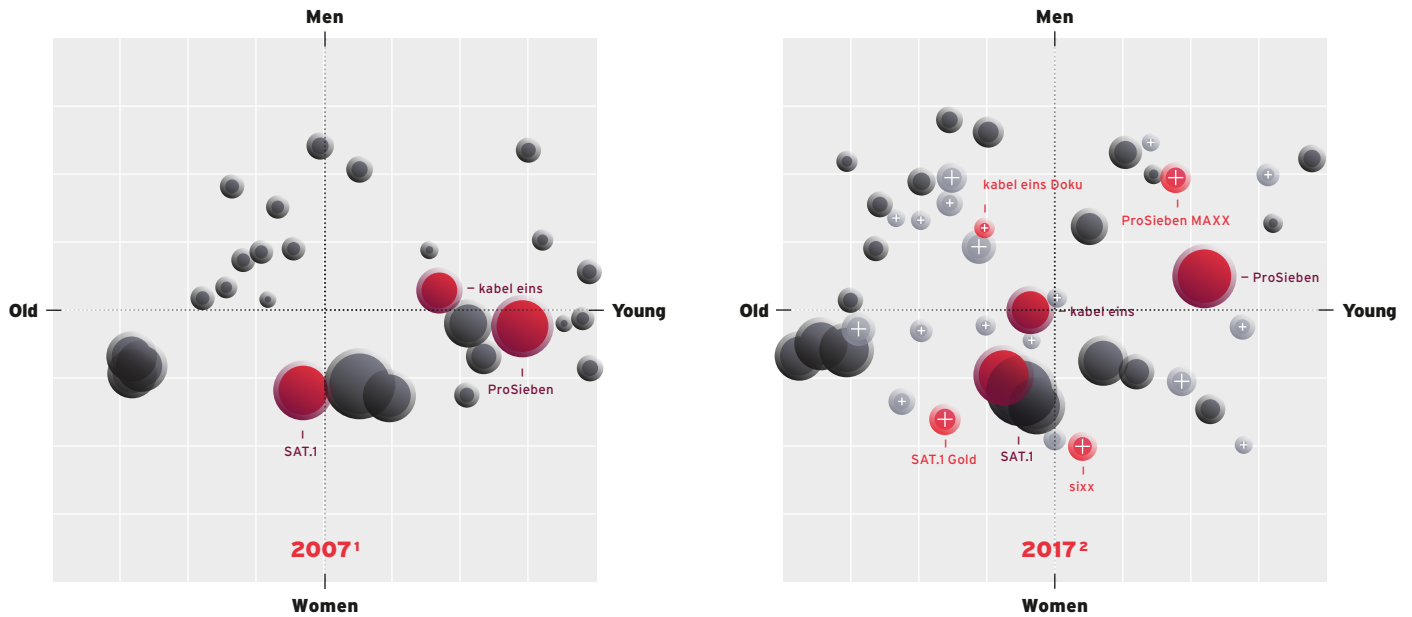 Men
Old
Young
– kabel eins
ProSieben
SAT.1
2007¹
Women
Men
Old
Young
kabel eins Doku
ProSieben MAXX
– ProSieben
– kabel eins
SAT.1 Gold
SAT.1
sixx
2017²
Women